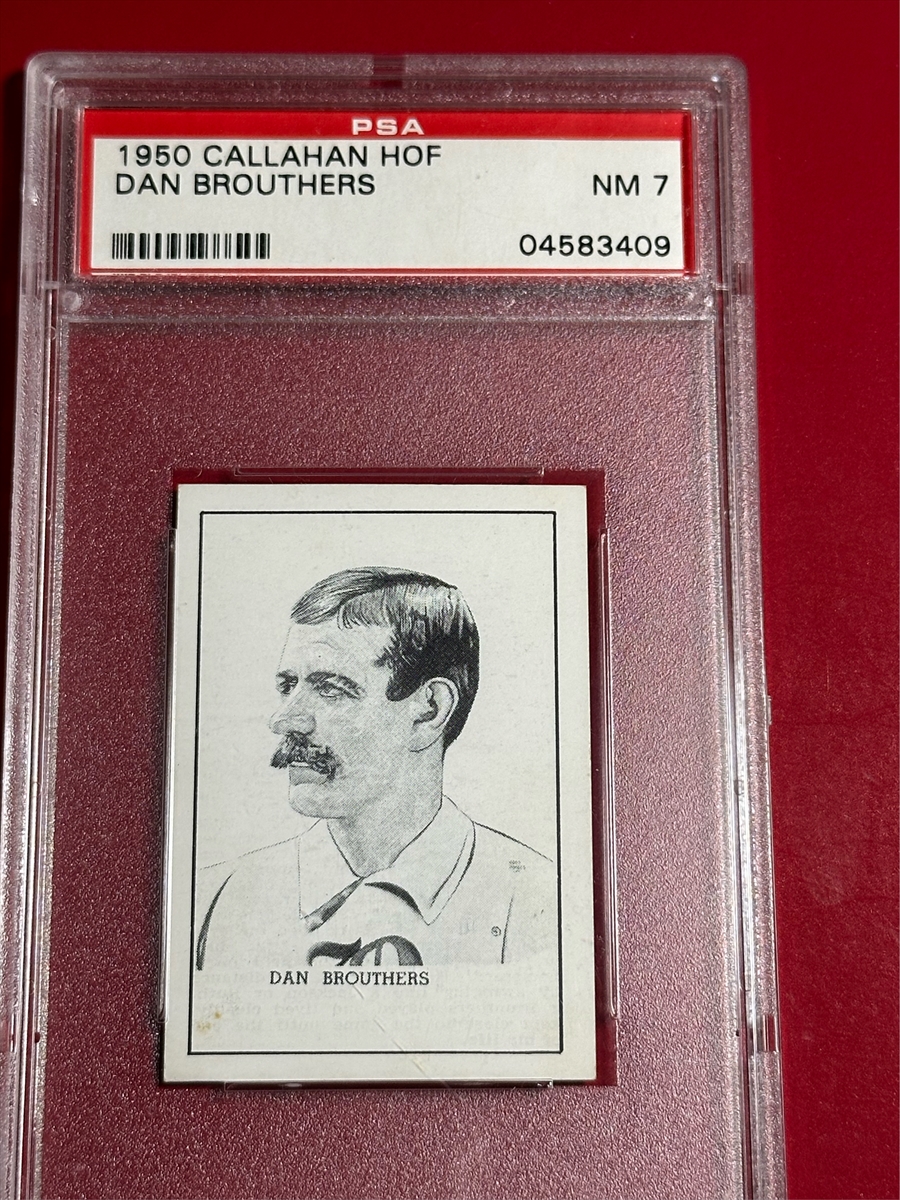 PSA
1950 CALLAHAN HOF
DAN BROUTHERS
NM 7
04583409
DAN BROUTHERS